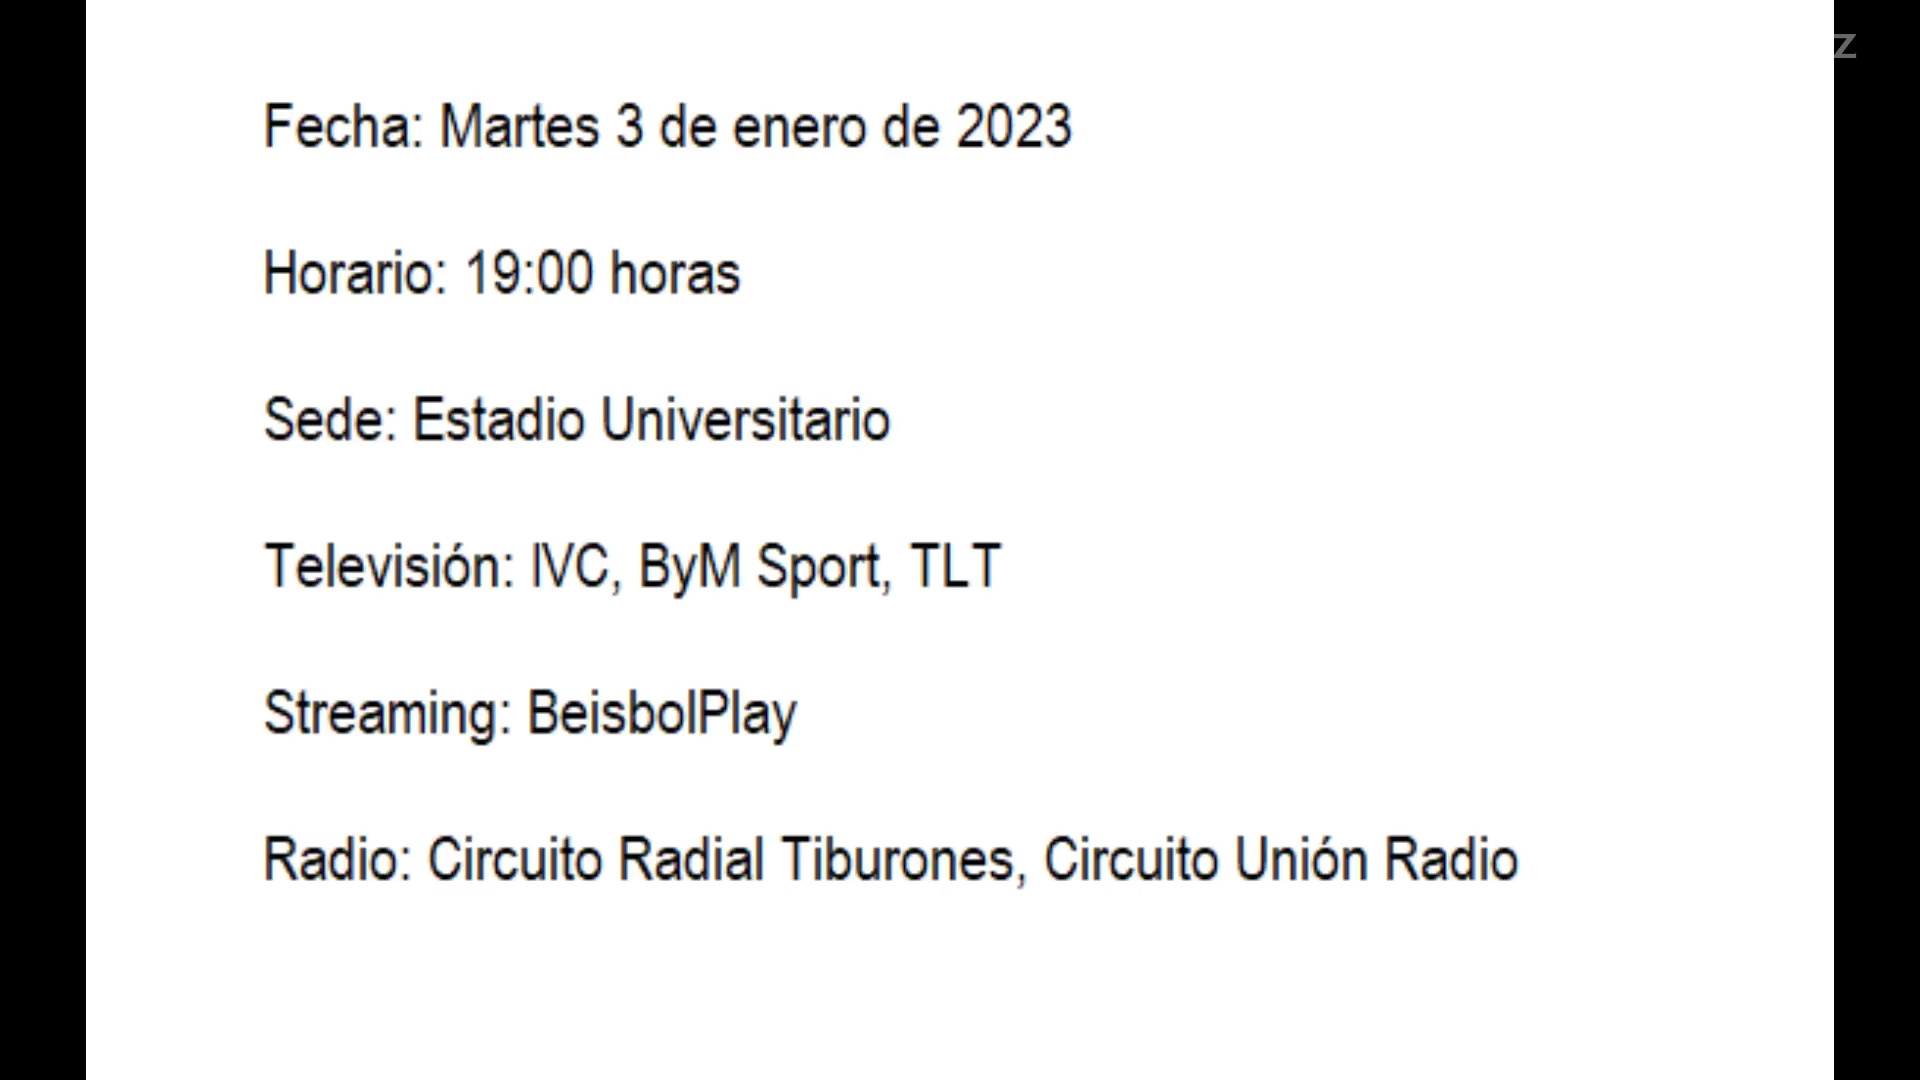 Fecha: Martes 3 de enero de 2023
Horario: 19:00 horas
Sede: Estadio Universitario
Televisión: IVC, ByM Sport, TLT
Streaming: BeisbolPlay
Radio: Circuito Radial Tiburones, Circuito Unión Radio